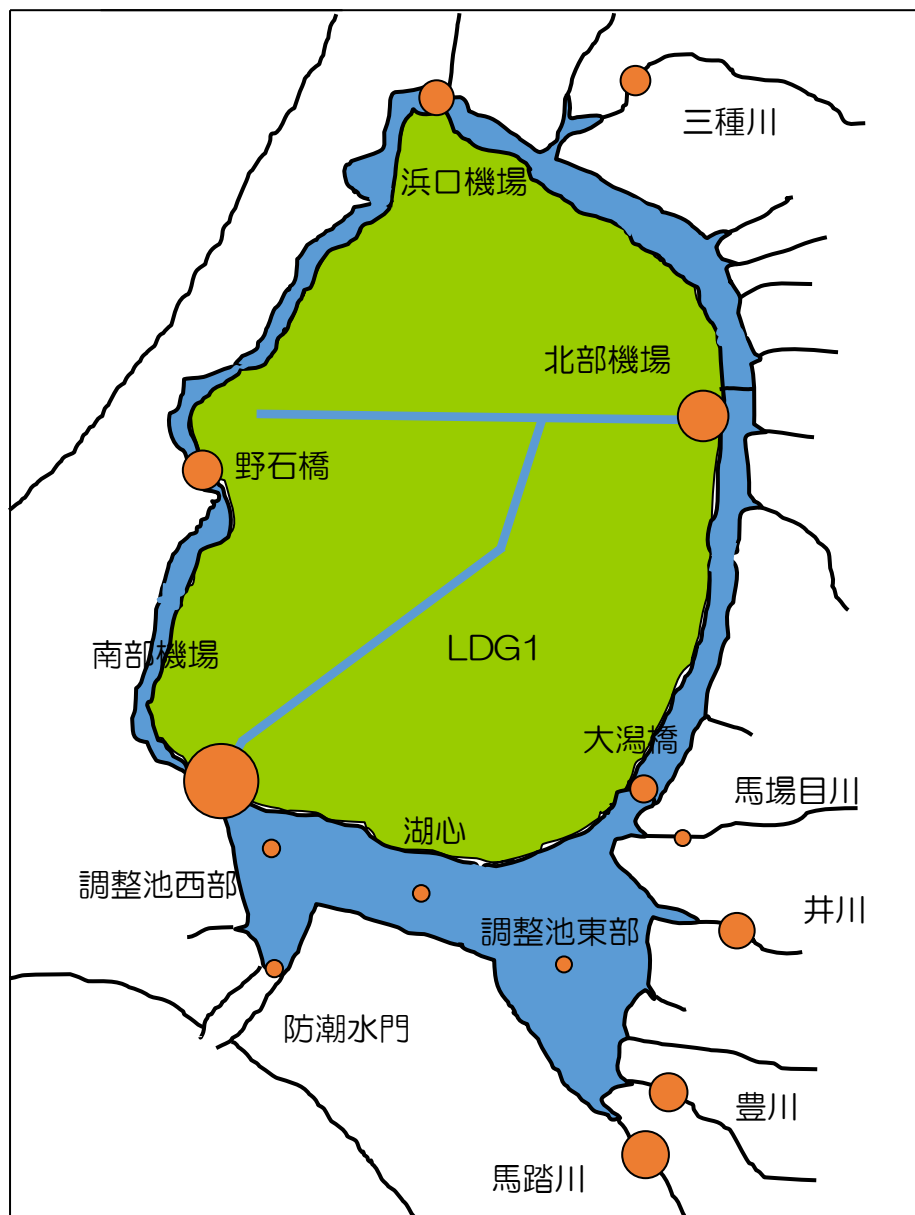 三種川
浜口機場
北部機場
野石橋
LDG1
南部機場
大潟橋
馬場目川
湖心
調整池西部
井川
調整池東部
防潮水門
豊川
馬踏川